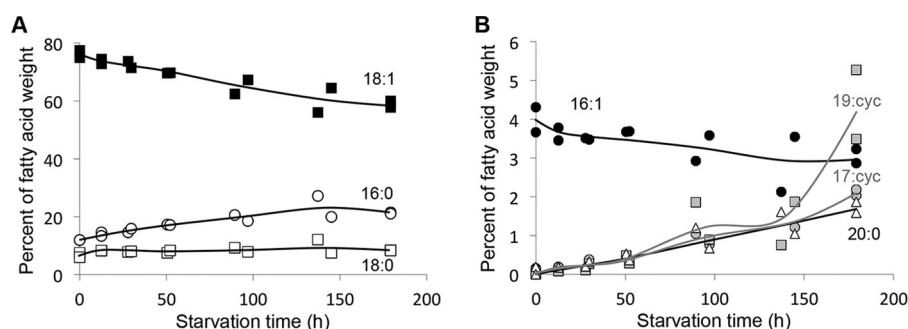 A
Percent of fatty acid weight
80
60
40
20
0
18:1
16:0
18:0
0 50 100 150 200
Starvation time (h)
B
Percent of fatty acid weight
6
5
4
3
2
1
0
16:1
19:cyc
17:cyc
20:0
0 50 100 150 200
Starvation time (h)